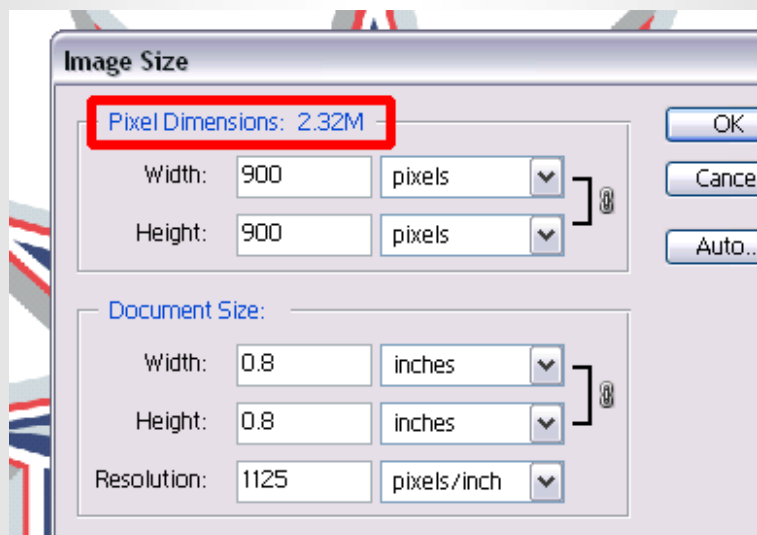 Image Size
Pixel Dimensions: 2.32M
OK
Width: 900 pixels
Cance
Height: 900 pixels
Auto..
Document Size:
Width: 0.8 inches
Height: 0.8 inches
Resolution: 1125 pixels/inch